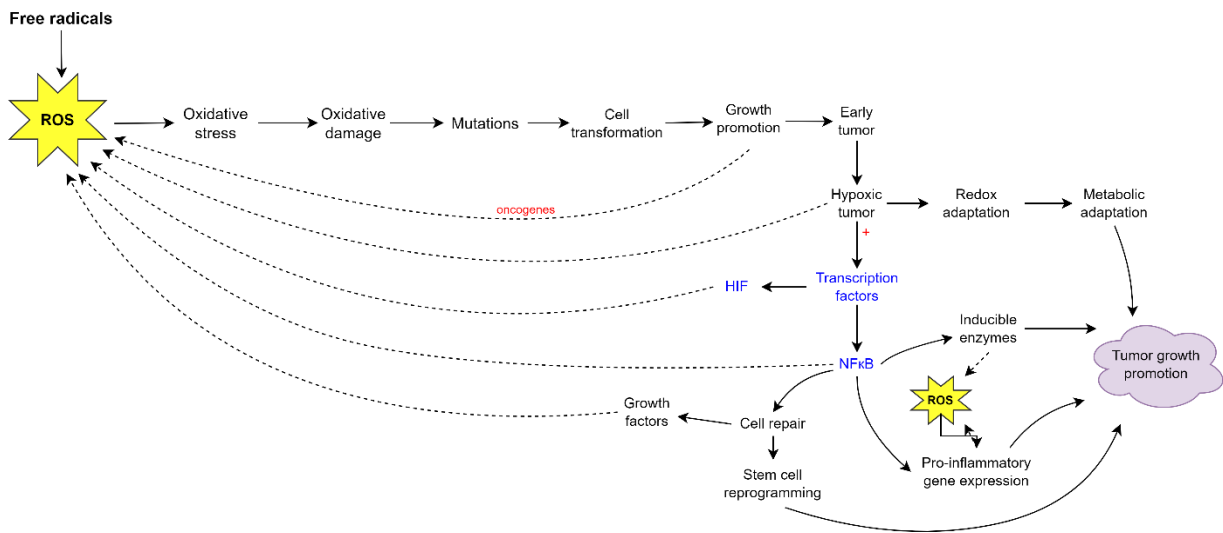 Free radicals
ROS
Oxidative
stress
Oxidative
damage
Mutations
Cell
transformation
Growth
promotion
Early
tumor
oncogenes
Hypoxic
tumor
Redox
adaptation
Metabolic
adaptation
+
HIF
Transcription
factors
Inducible
enzymes
NFκB
Tumor growth
promotion
ROS
Growth
factors
Cell repair
Pro-inflammatory
gene expression
Stem cell
reprogramming